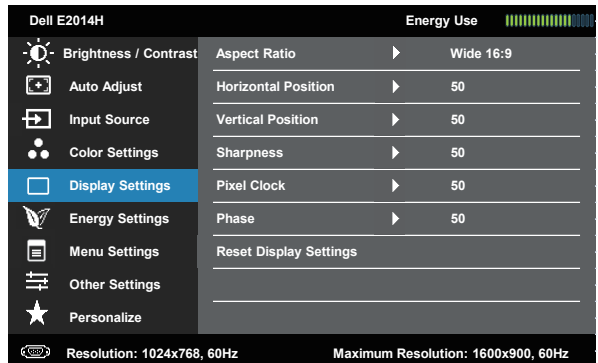 Dell E2014H Energy Use
Brightness / Contrast Aspect Ratio Wide 16:9
Auto Adjust Horizontal Position 50
Input Source Vertical Position 50
Color Settings Sharpness 50
Display Settings Pixel Clock 50
Energy Settings Phase 50
Menu Settings Reset Display Settings
Other Settings
Personalize
Resolution: 1024x768, 60Hz Maximum Resolution: 1600x900, 60Hz